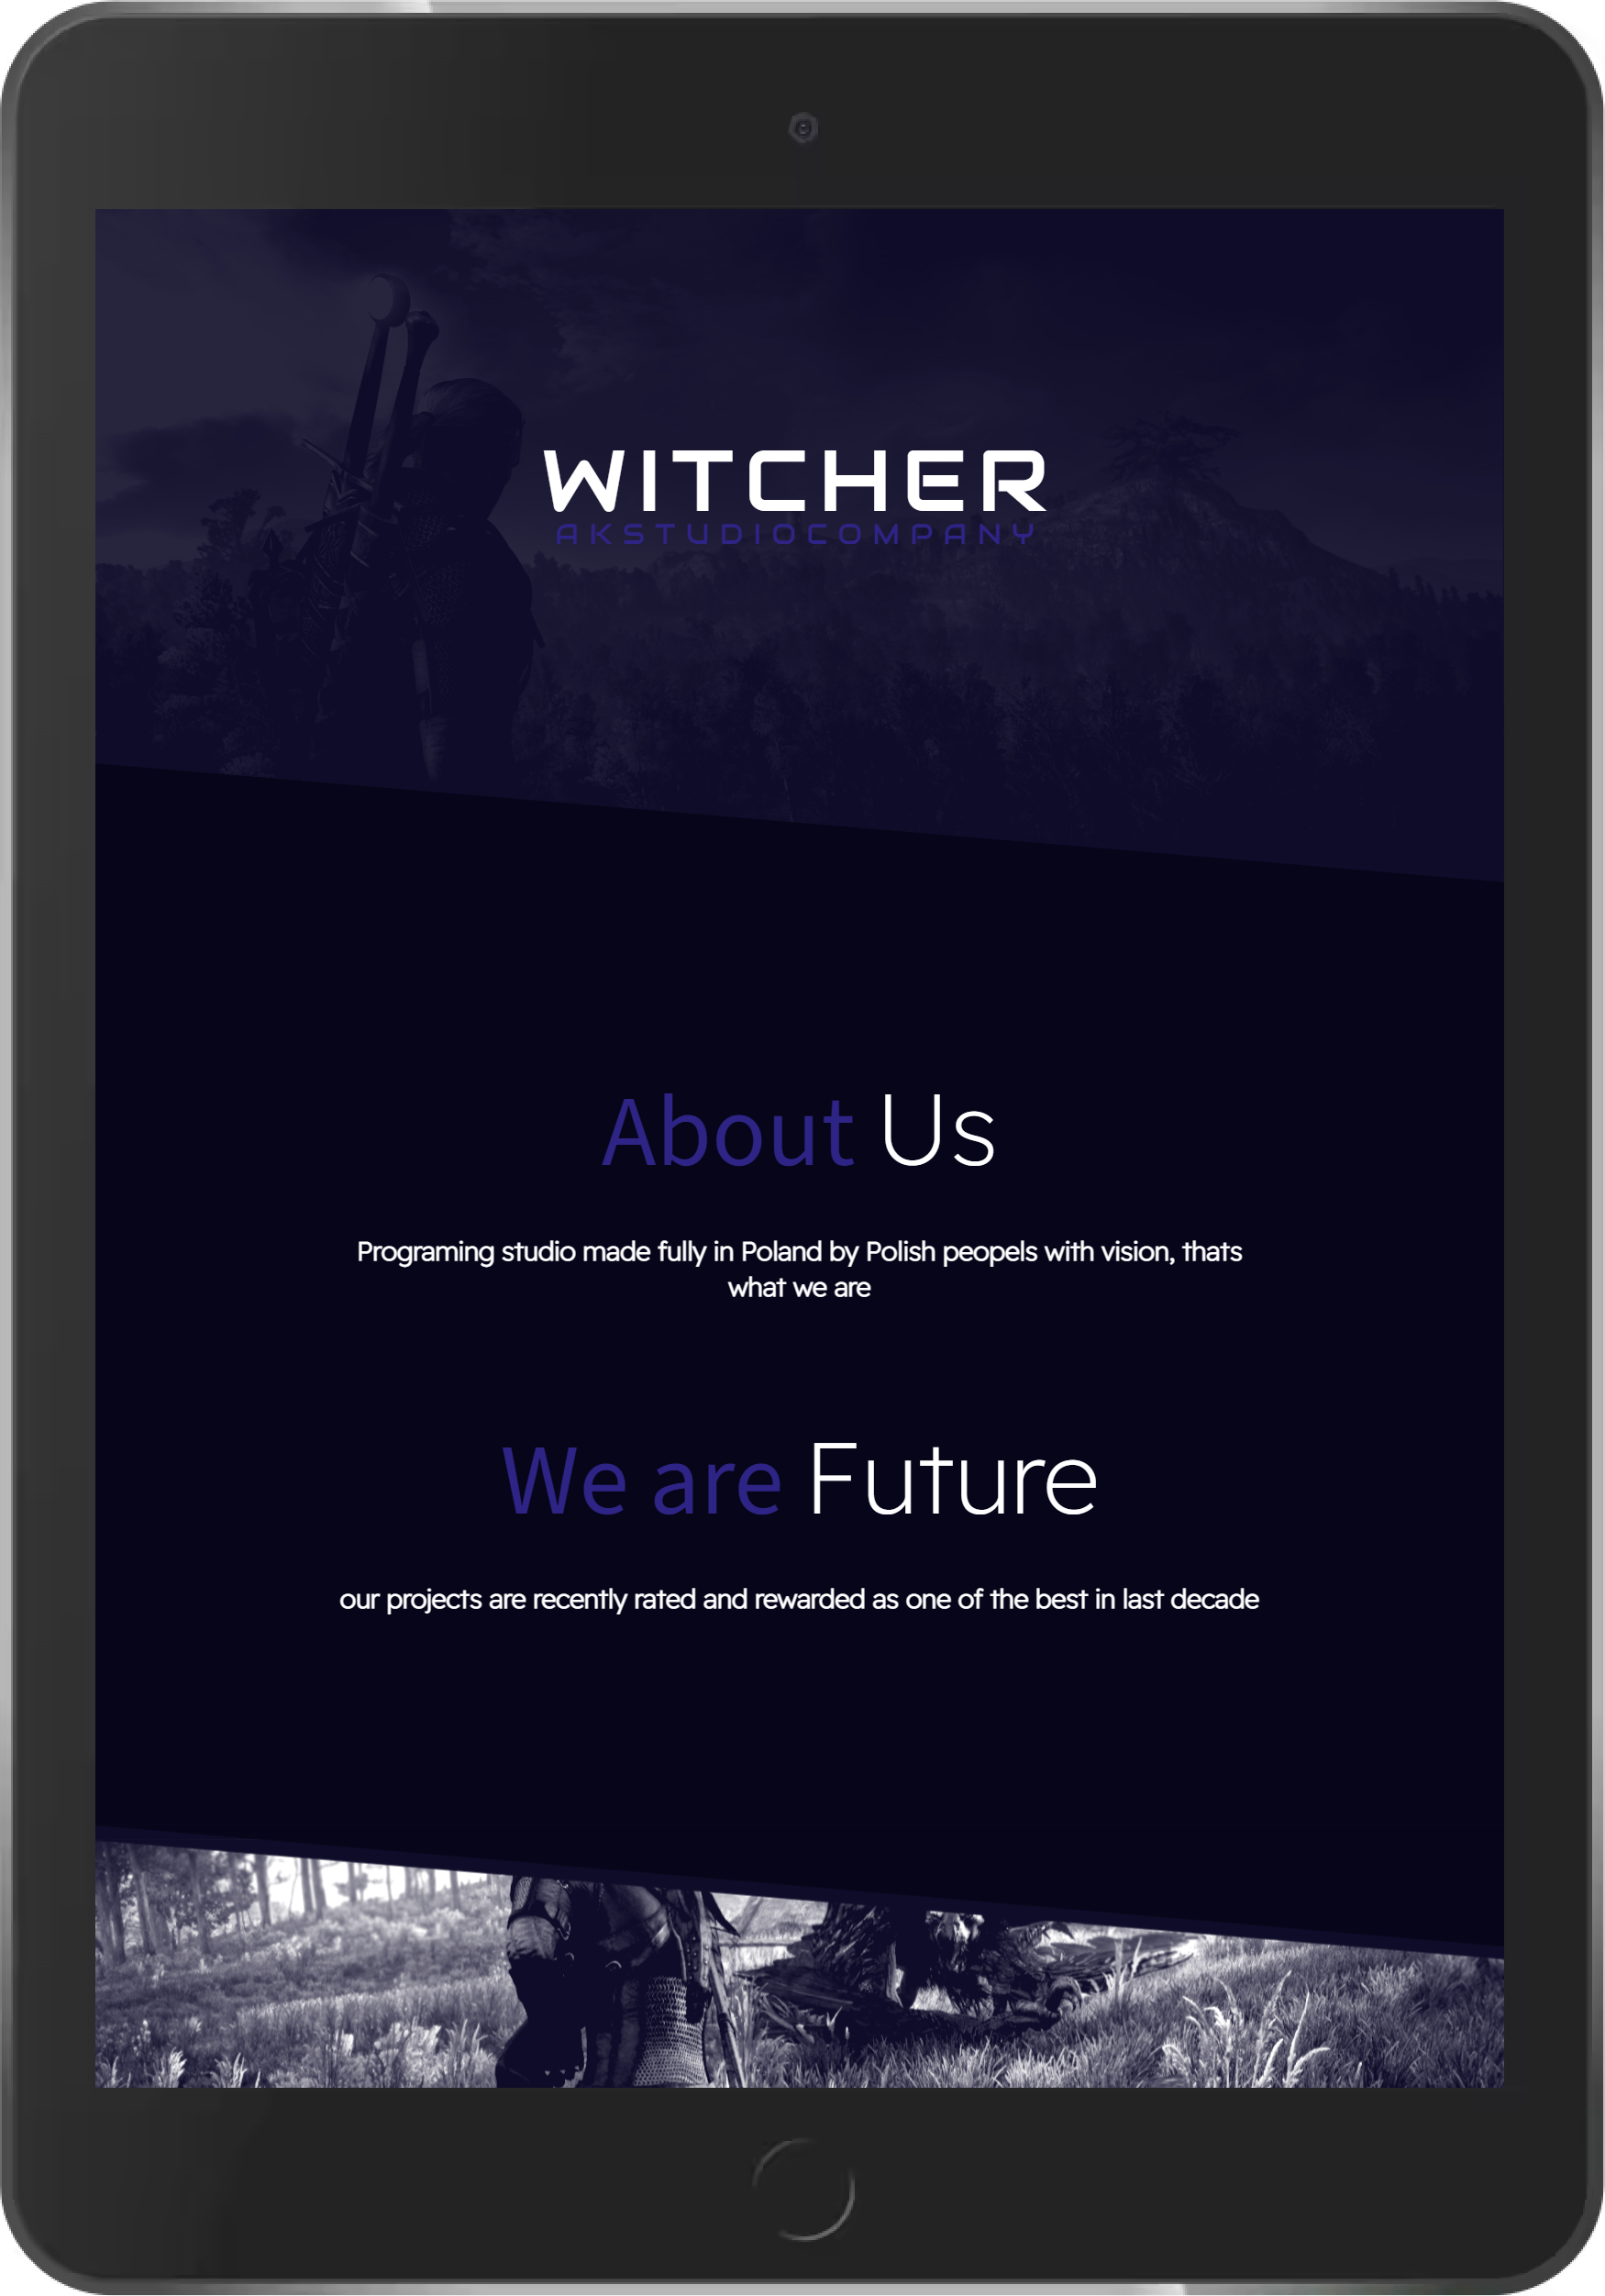 WITCHER
AKSTUDIOCOMPANY
About Us
Programing studio made fully in Poland by Polish peopels with vision, thats
what we are
We are Future
our projects are recently rated and rewarded as one of the best in last decade